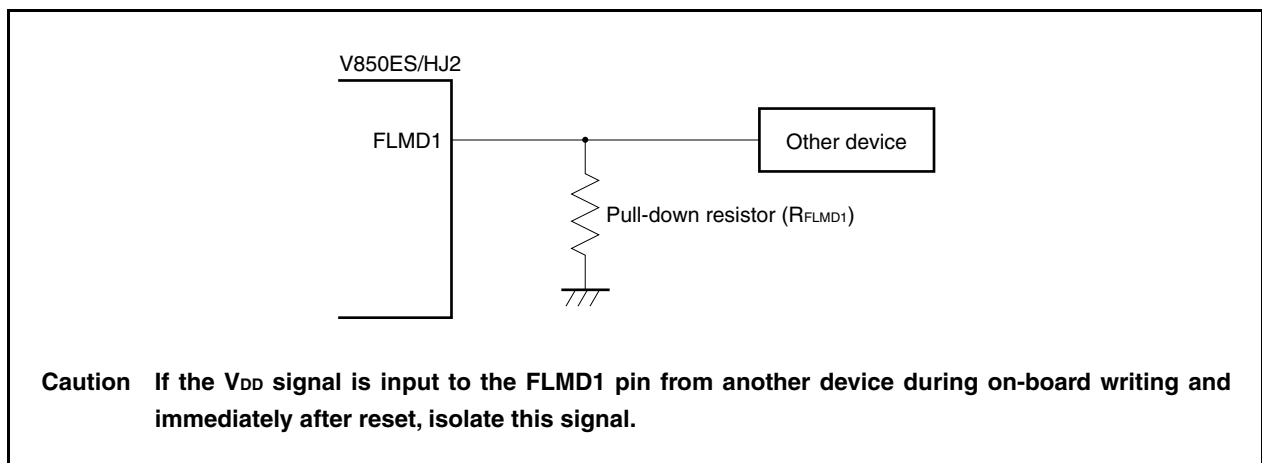 V850ES/HJ2
FLMD1
Other device
Pull-down resistor (RFLMD1)
Caution If the VDD signal is input to the FLMD1 pin from another device during on-board writing and
immediately after reset, isolate this signal.